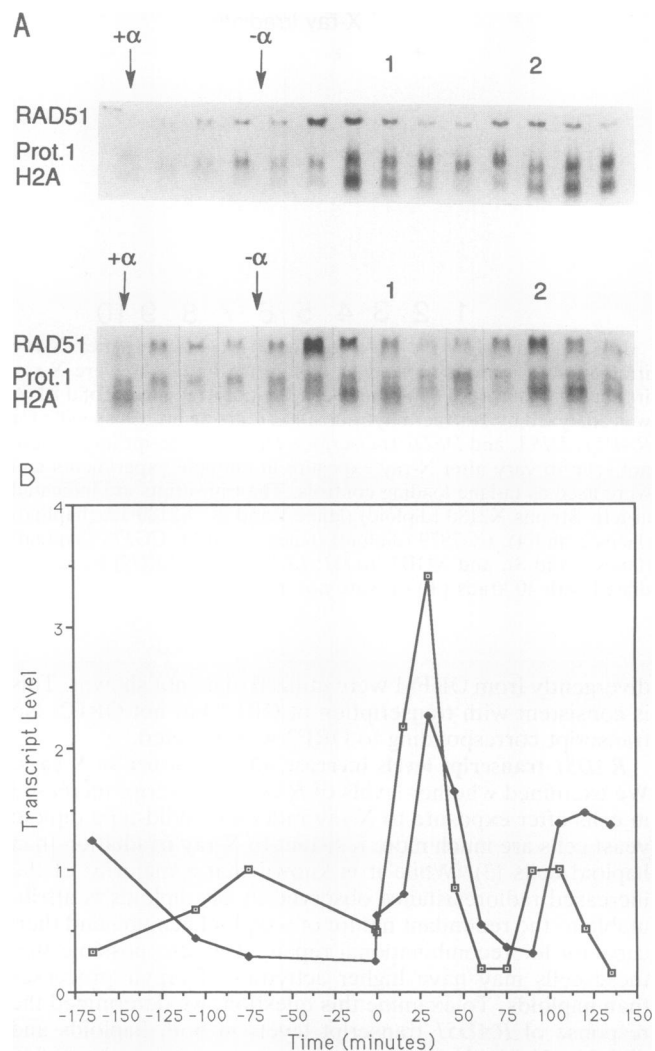 A
+α -α 1 2
RAD51
Prot.1
H2A
+α -α 1 2
RAD51
Prot.1
H2A
B
4
3
2
1
0
Transcript Level
-175 -150 -125 -100 -75 -50 -25 0 25 50 75 100 125 150
Time (minutes)